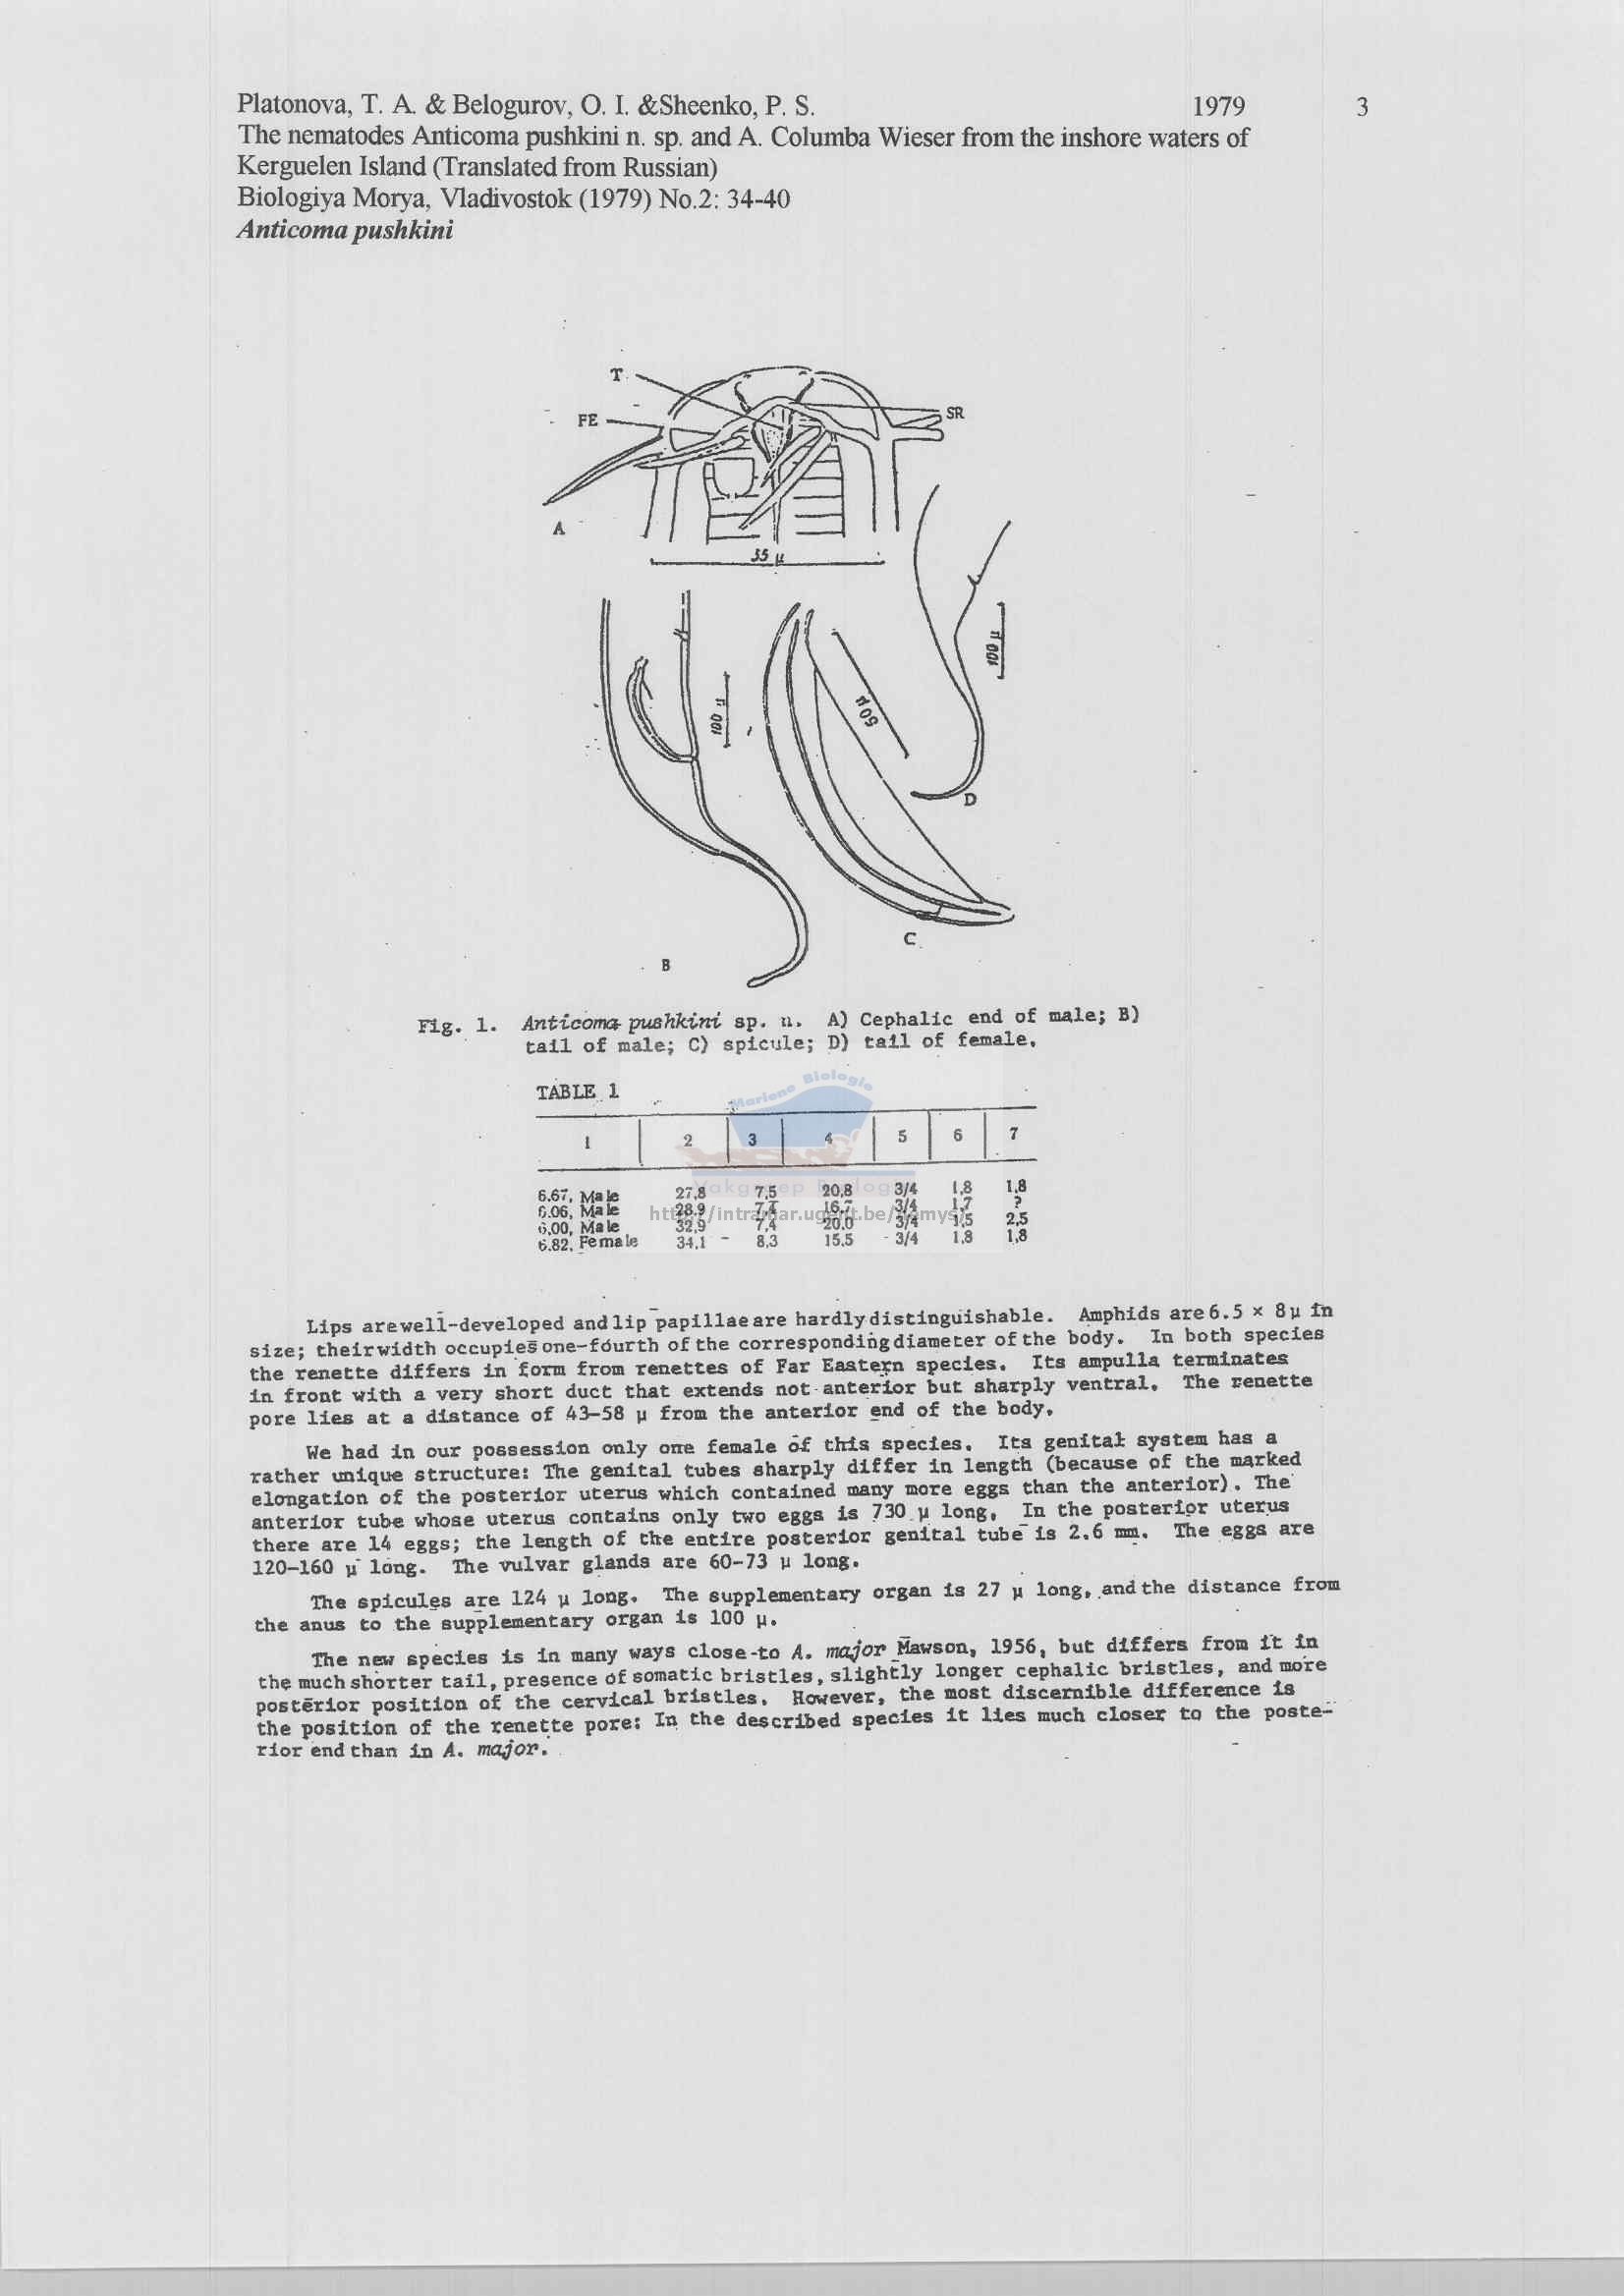 Platonova, T. A. & Belogurov, O. I. &Sheenko, P. S. 1979 3
The nematodes Anticoma pushkini n. sp. and A. Columba Wieser from the inshore waters of
Kerguelen Island (Translated from Russian)
Biologiya Morya, Vladivostok (1979) No.2: 34-40
Anticoma pushkini
T
FE
SR
A
35 µ
100 µ
100 µ
50 µ
D
C
B
Fig. 1. Anticoma pushkini sp. n. A) Cephalic end of male; B)
tail of male; C) spicule; D) tail of female.
TABLE 1
Mariene Biologie
1 2 3 4 5 6 7
6.67, Male 27,8 7,5 20,8 3/4 1,8 1,8
6.06, Male 28,9 7,4 16,7 3/4 1,7 ?
6,00, Male 32,9 7,4 20,0 3/4 1,5 2,5
6.82, Female 34,1 8,3 15,5 3/4 1,8 1,8
Lips are well-developed and lip papillae are hardly distinguishable. Amphids are 6.5 × 8µ in
size; their width occupies one-fourth of the corresponding diameter of the body. In both species
the renette differs in form from renettes of Far Eastern species. Its ampulla terminates
in front with a very short duct that extends not anterior but sharply ventral. The renette
pore lies at a distance of 43-58 µ from the anterior end of the body.
We had in our possession only one female of this species. Its genital system has a
rather unique structure: The genital tubes sharply differ in length (because of the marked
elongation of the posterior uterus which contained many more eggs than the anterior). The
anterior tube whose uterus contains only two eggs is 730 µ long. In the posterior uterus
there are 14 eggs; the length of the entire posterior genital tube is 2.6 mm. The eggs are
120-160 µ long. The vulvar glands are 60-73 µ long.
The spicules are 124 µ long. The supplementary organ is 27 µ long, and the distance from
the anus to the supplementary organ is 100 µ.
The new species is in many ways close to A. major Mawson, 1956, but differs from it in
the much shorter tail, presence of somatic bristles, slightly longer cephalic bristles, and more
posterior position of the cervical bristles. However, the most discernible difference is
the position of the renette pore: In the described species it lies much closer to the poste-
rior end than in A. major.